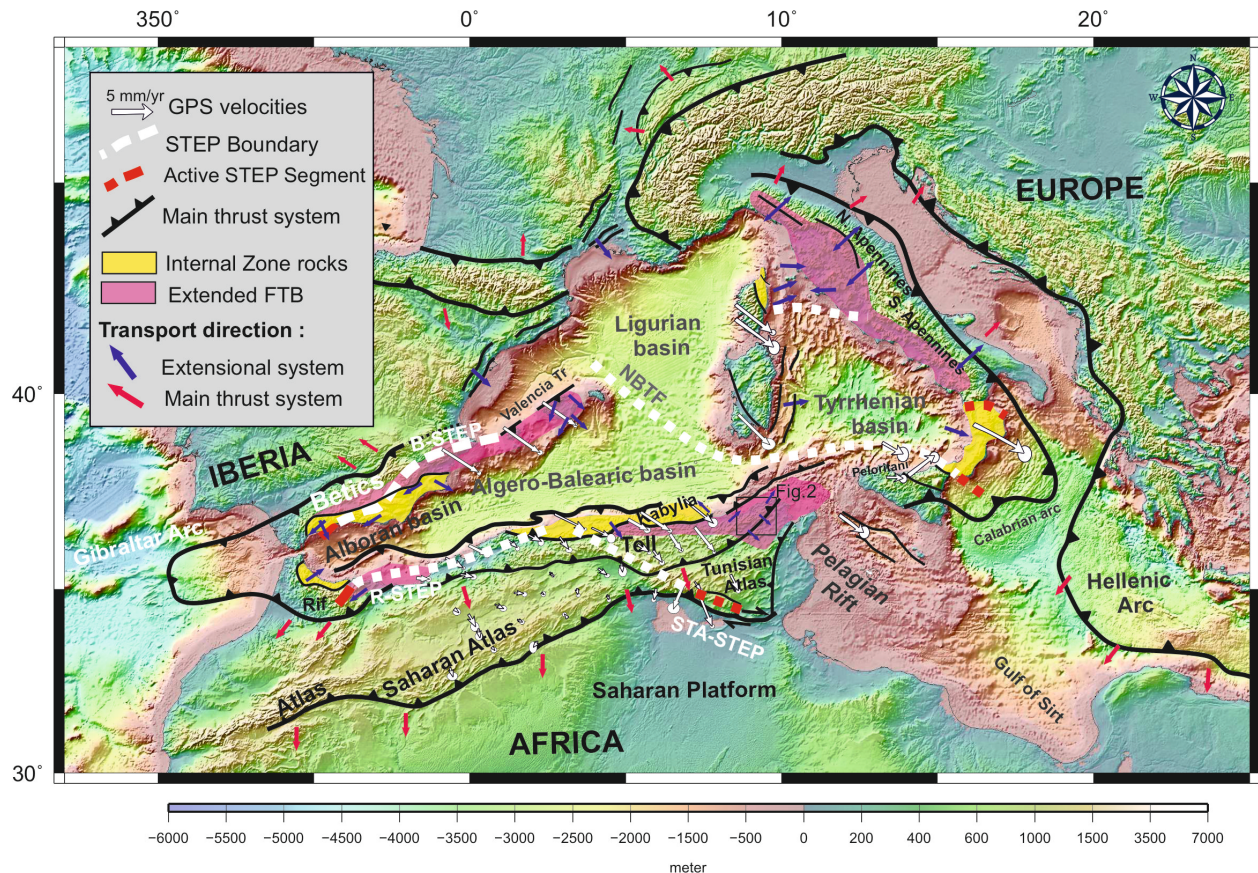 350° 0° 10° 20°
40°
30°
5 mm/yr
GPS velocities
STEP Boundary
Active STEP Segment
Main thrust system
Internal Zone rocks
Extended FTB
Transport direction :
Extensional system
Main thrust system
N
W E
S
EUROPE
N. Apennines
S. Apennines
Ligurian
basin
NBTF
Valencia Tr
Tyrrhenian
basin
B-STEP
IBERIA
Betics
Algero-Balearic basin
Peloritani
Fig.2
Kabylia
Alboran basin
Gibraltar Arc
Calabrian arc
Tell
Tunisian
Atlas
Pelagian
Rift
Hellenic
Arc
Rif
R-STEP
STA-STEP
Saharan Atlas
Atlas
Saharan Platform
Gulf of Sirt
AFRICA
−6000 −5500 −5000 −4500 −4000 −3500 −3000 −2500 −2000 −1500 −500 0 200 400 600 1000 1500 3500 7000
meter